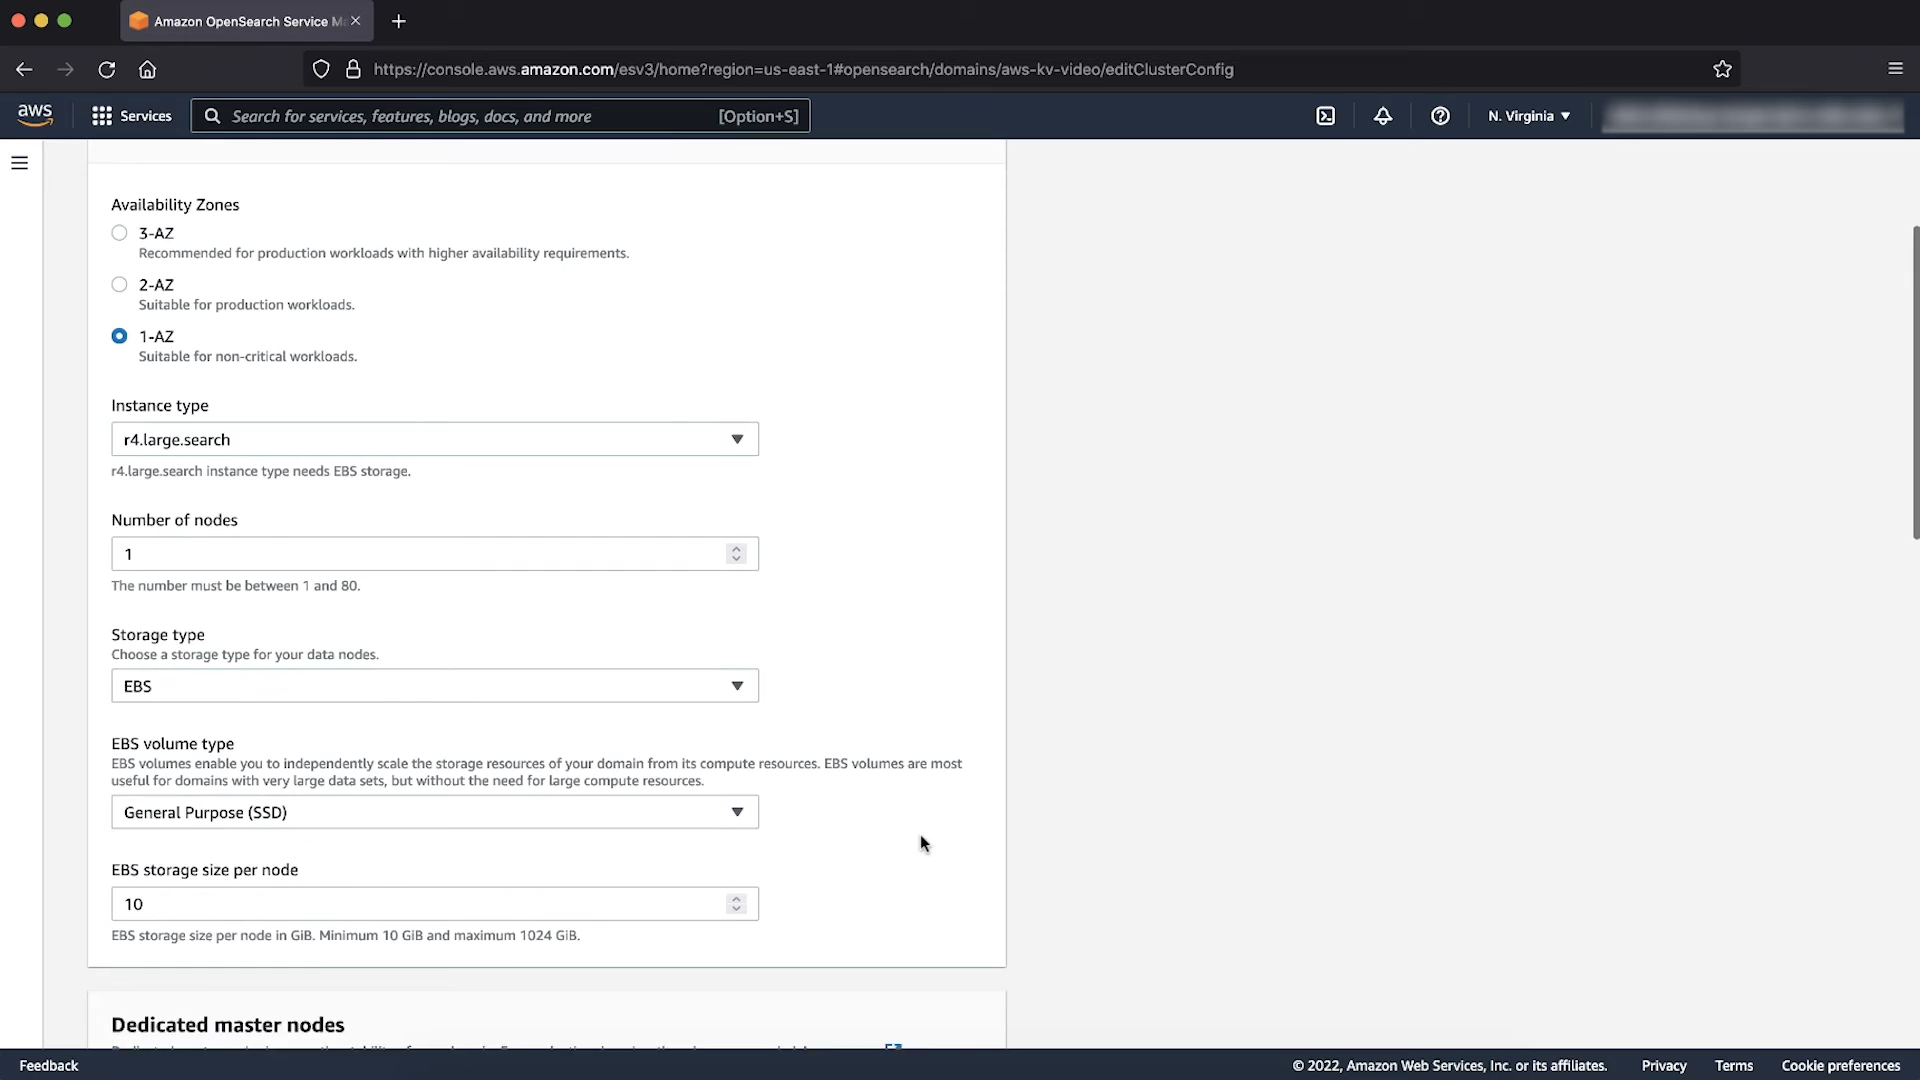 Amazon OpenSearch Service M
https://console.aws.amazon.com/esv3/home?region=us-east-1#opensearch/domains/aws-kv-video/editClusterConfig
aws
Services
Search for services, features, blogs, docs, and more
[Option+S]
N. Virginia
Availability Zones
3-AZ
Recommended for production workloads with higher availability requirements.
2-AZ
Suitable for production workloads.
1-AZ
Suitable for non-critical workloads.
Instance type
r4.large.search
r4.large.search instance type needs EBS storage.
Number of nodes
1
The number must be between 1 and 80.
Storage type
Choose a storage type for your data nodes.
EBS
EBS volume type
EBS volumes enable you to independently scale the storage resources of your domain from its compute resources. EBS volumes are most
useful for domains with very large data sets, but without the need for large compute resources.
General Purpose (SSD)
EBS storage size per node
10
EBS storage size per node in GiB. Minimum 10 GiB and maximum 1024 GiB.
Dedicated master nodes
Feedback
© 2022, Amazon Web Services, Inc. or its affiliates.
Privacy
Terms
Cookie preferences